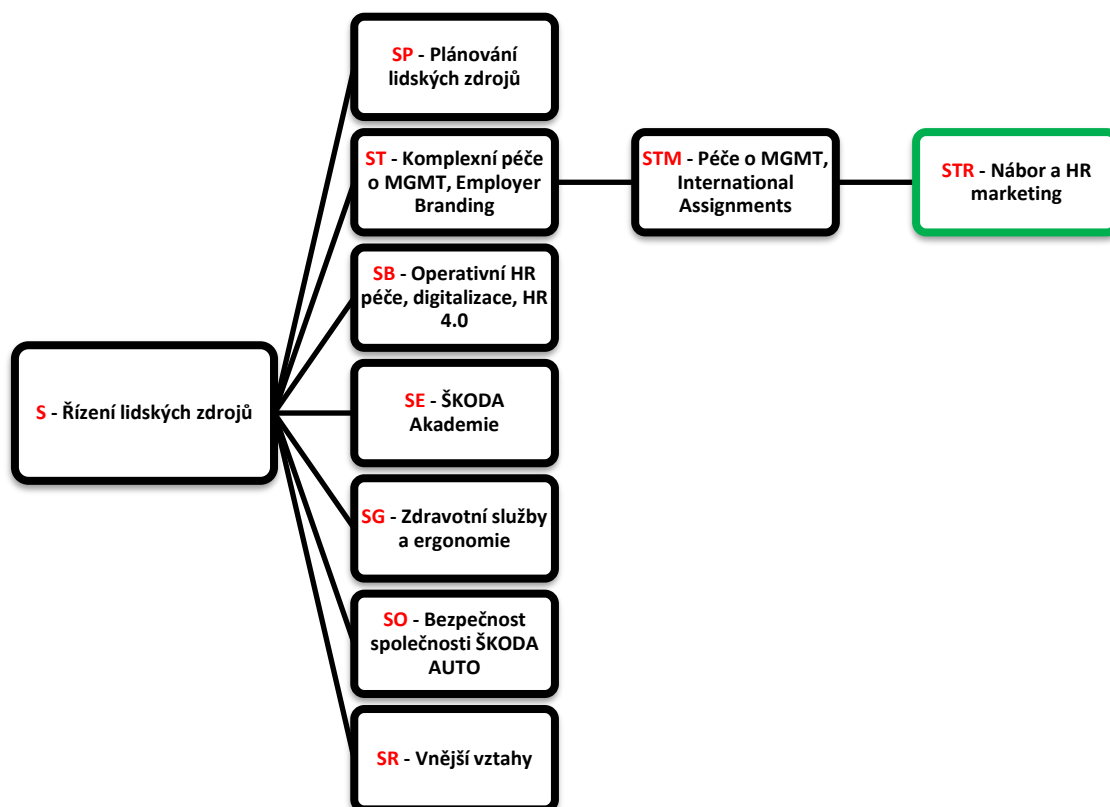 SP - Plánování
lidských zdrojů
ST - Komplexní péče
o MGMT, Employer
Branding
STM - Péče o MGMT,
International
Assignments
STR - Nábor a HR
marketing
SB - Operativní HR
péče, digitalizace, HR
4.0
S - Řízení lidských zdrojů
SE - ŠKODA
Akademie
SG - Zdravotní služby
a ergonomie
SO - Bezpečnost
společnosti ŠKODA
AUTO
SR - Vnější vztahy